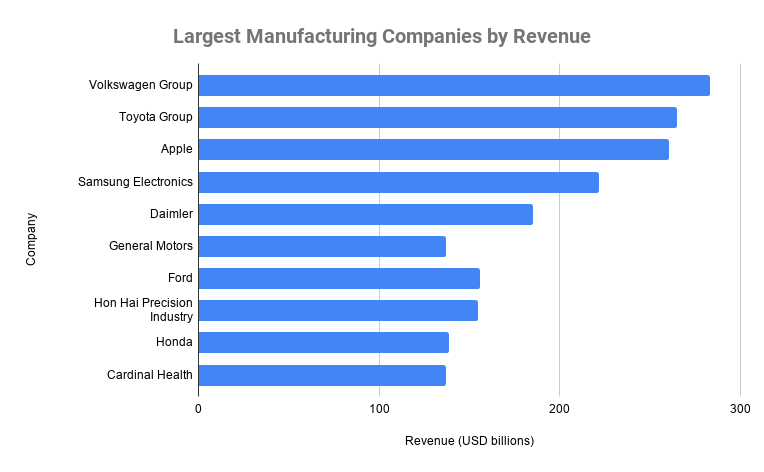 Largest Manufacturing Companies by Revenue
Company
Volkswagen Group
Toyota Group
Apple
Samsung Electronics
Daimler
General Motors
Ford
Hon Hai Precision
Industry
Honda
Cardinal Health
0 100 200 300
Revenue (USD billions)